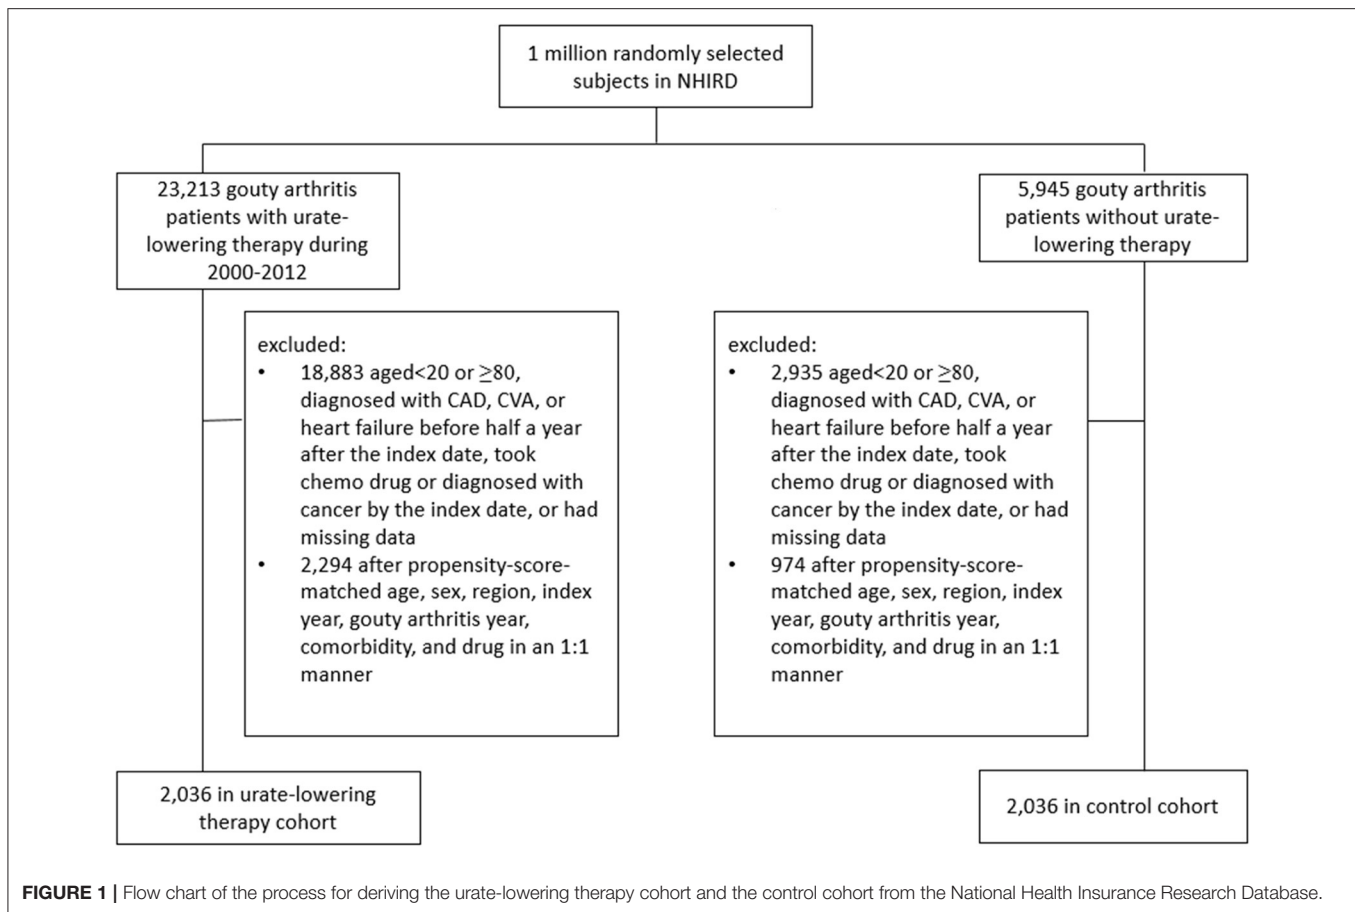 1 million randomly selected
subjects in NHIRD
23,213 gouty arthritis
patients with urate-
lowering therapy during
2000-2012
5,945 gouty arthritis
patients without urate-
lowering therapy
excluded:
• 18,883 aged<20 or ≥80,
diagnosed with CAD, CVA, or
heart failure before half a year
after the index date, took
chemo drug or diagnosed with
cancer by the index date, or had
missing data
• 2,294 after propensity-score-
matched age, sex, region, index
year, gouty arthritis year,
comorbidity, and drug in an 1:1
manner
excluded:
• 2,935 aged<20 or ≥80,
diagnosed with CAD, CVA, or
heart failure before half a year
after the index date, took
chemo drug or diagnosed with
cancer by the index date, or had
missing data
• 974 after propensity-score-
matched age, sex, region, index
year, gouty arthritis year,
comorbidity, and drug in an 1:1
manner
2,036 in urate-lowering
therapy cohort
2,036 in control cohort
FIGURE 1 | Flow chart of the process for deriving the urate-lowering therapy cohort and the control cohort from the National Health Insurance Research Database.